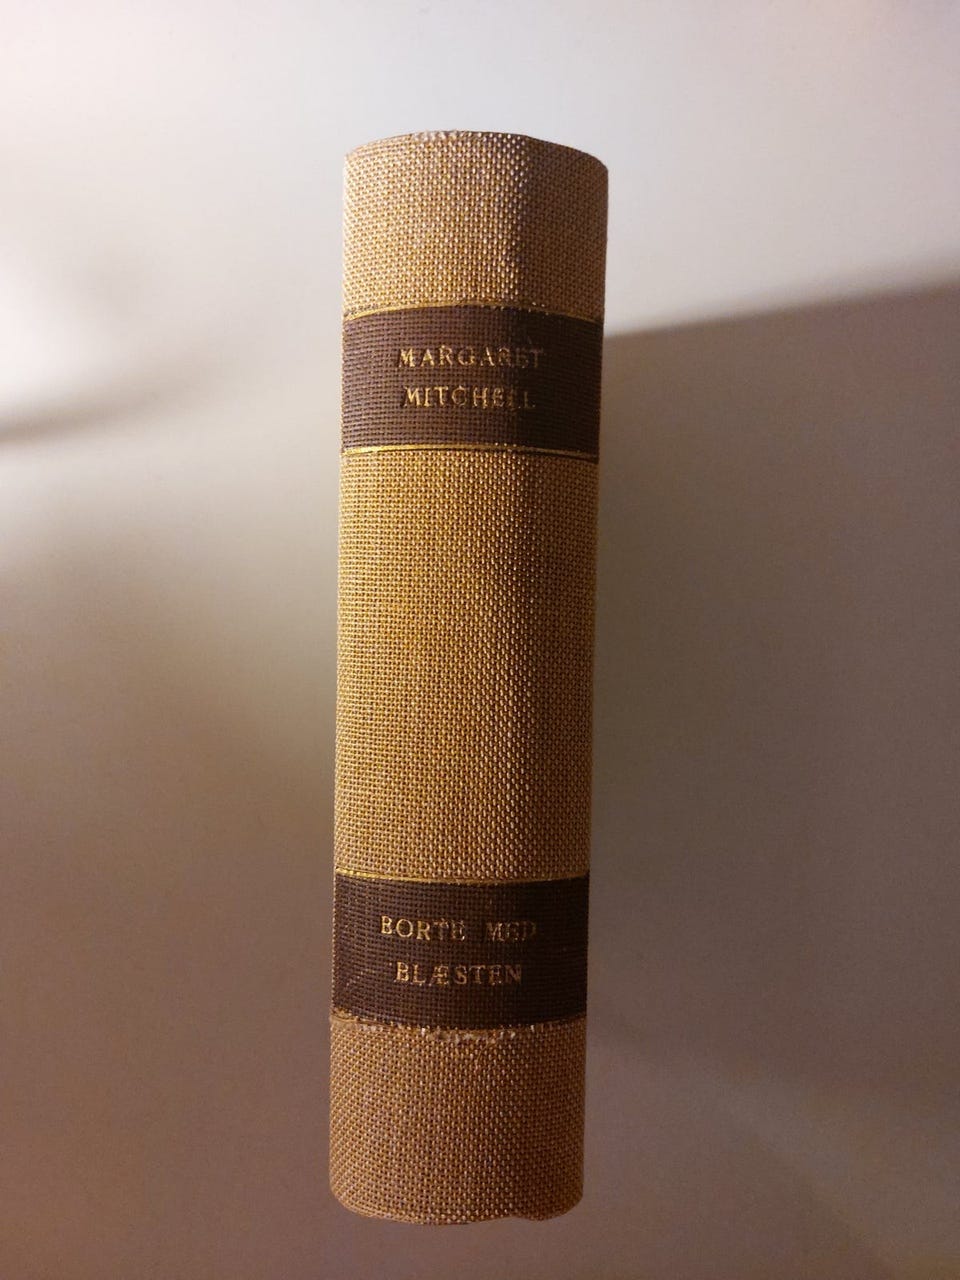 MARGARET
MITCHELL
BORTE MED
BLÆSTEN